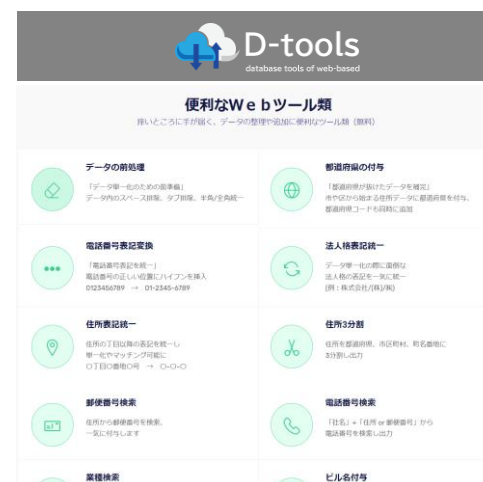 D-tools
database tools of web-based
便利なWebツール類
痒いところに手が届く、データの整理や追加に便利なツール類（無料）
データの前処理
「データ単一化のための前準備」
データ内のスペース排除、タブ排除、半角/全角統一
都道府県の付与
「都道府県が抜けたデータを補完」
市や区から始まる住所データに都道府県を付与、
都道府県コードも同時に追加
電話番号表記変換
「電話番号表記を統一」
電話番号の正しい位置にハイフンを挿入
0123456789 → 01-2345-6789
法人格表記統一
データ単一化の際に面倒な
法人格の表記を一気に統一
(例：株式会社/(株)/㈱)
住所表記統一
住所の丁目以降の表記を統一し
単一化やマッチング可能に
〇丁目〇番地〇号 → 〇-〇-〇
住所3分割
住所を都道府県、市区町村、町名番地に
3分割し出力
郵便番号検索
住所から郵便番号を検索、
一気に付与します
電話番号検索
「社名」+「住所 or 郵便番号」から
電話番号を検索し出力
業種検索
ビル名付与